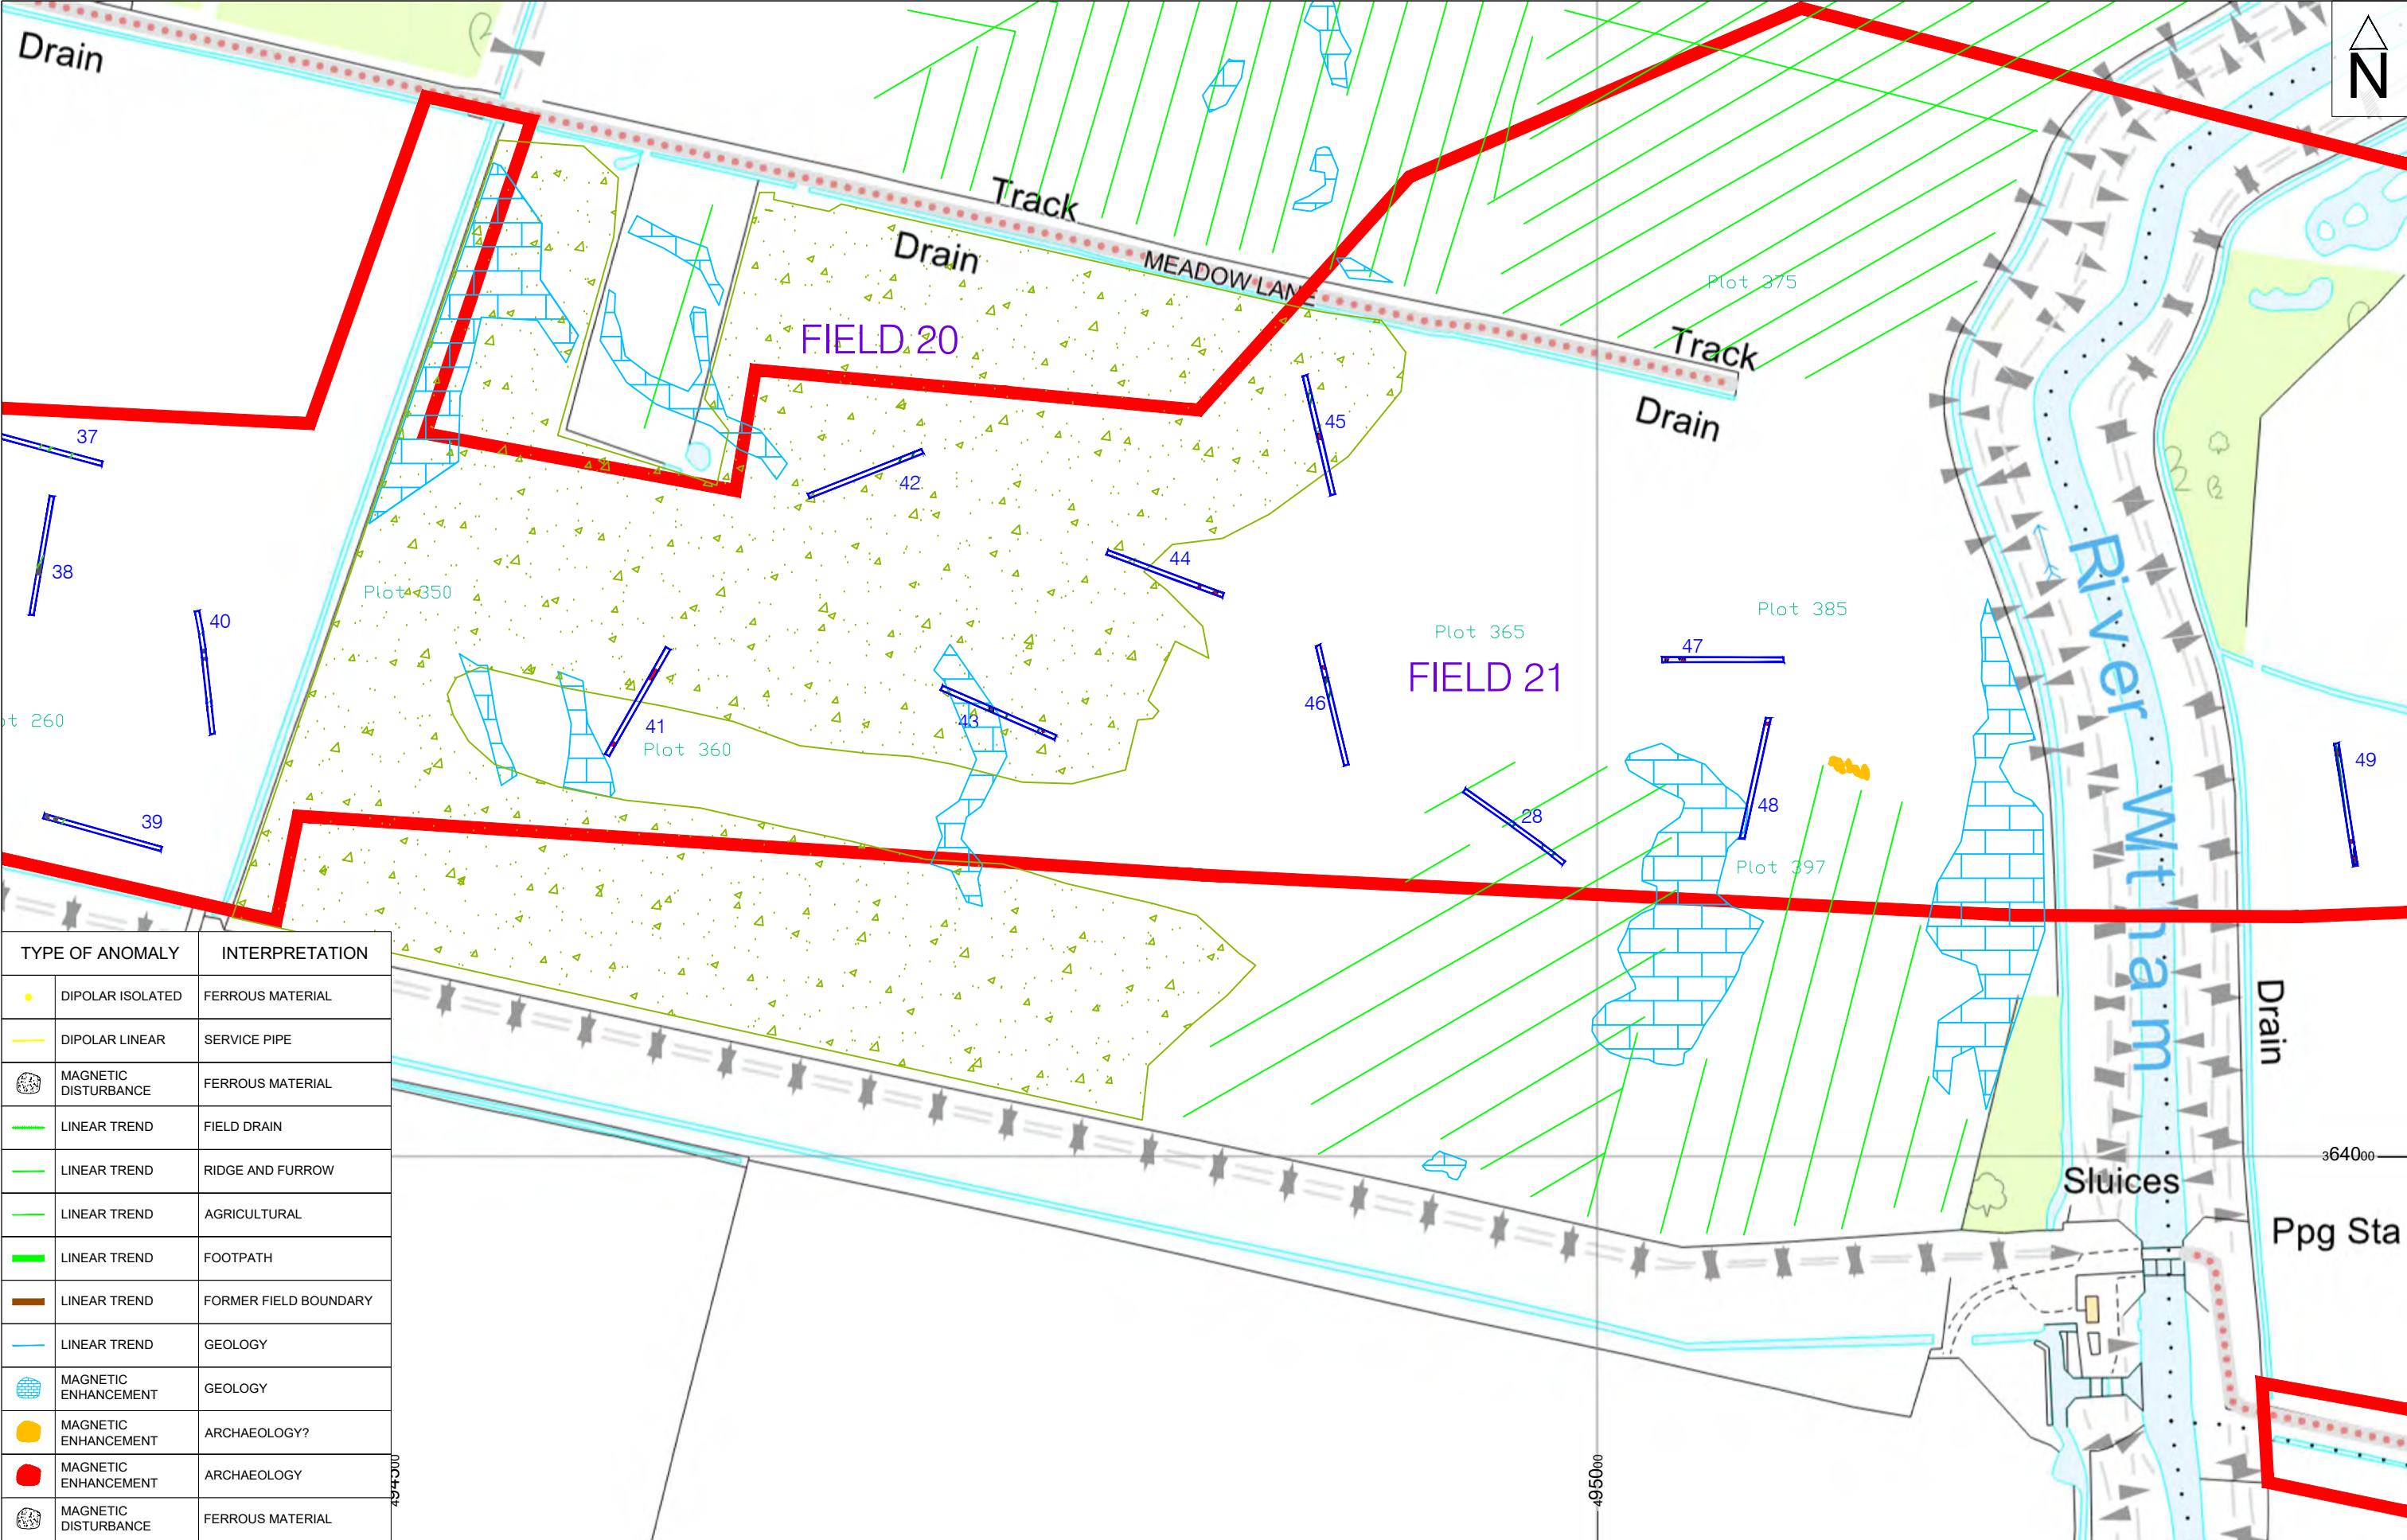 Drain
N
Track
Drain
MEADOW LANE
Plot 375
FIELD 20
Track
Drain
37
45
42
38
44
Plot 350
40
Plot 385
Plot 365
47
FIELD 21
River Witham
ot 260
46
43
41
Plot 360
49
48
28
39
Plot 397
Drain
36400
Sluices
Ppg Sta
495000
TYPE OF ANOMALY INTERPRETATION
DIPOLAR ISOLATED FERROUS MATERIAL
DIPOLAR LINEAR SERVICE PIPE
MAGNETIC DISTURBANCE FERROUS MATERIAL
LINEAR TREND FIELD DRAIN
LINEAR TREND RIDGE AND FURROW
LINEAR TREND AGRICULTURAL
LINEAR TREND FOOTPATH
LINEAR TREND FORMER FIELD BOUNDARY
LINEAR TREND GEOLOGY
MAGNETIC ENHANCEMENT GEOLOGY
MAGNETIC ENHANCEMENT ARCHAEOLOGY?
MAGNETIC ENHANCEMENT ARCHAEOLOGY
MAGNETIC DISTURBANCE FERROUS MATERIAL